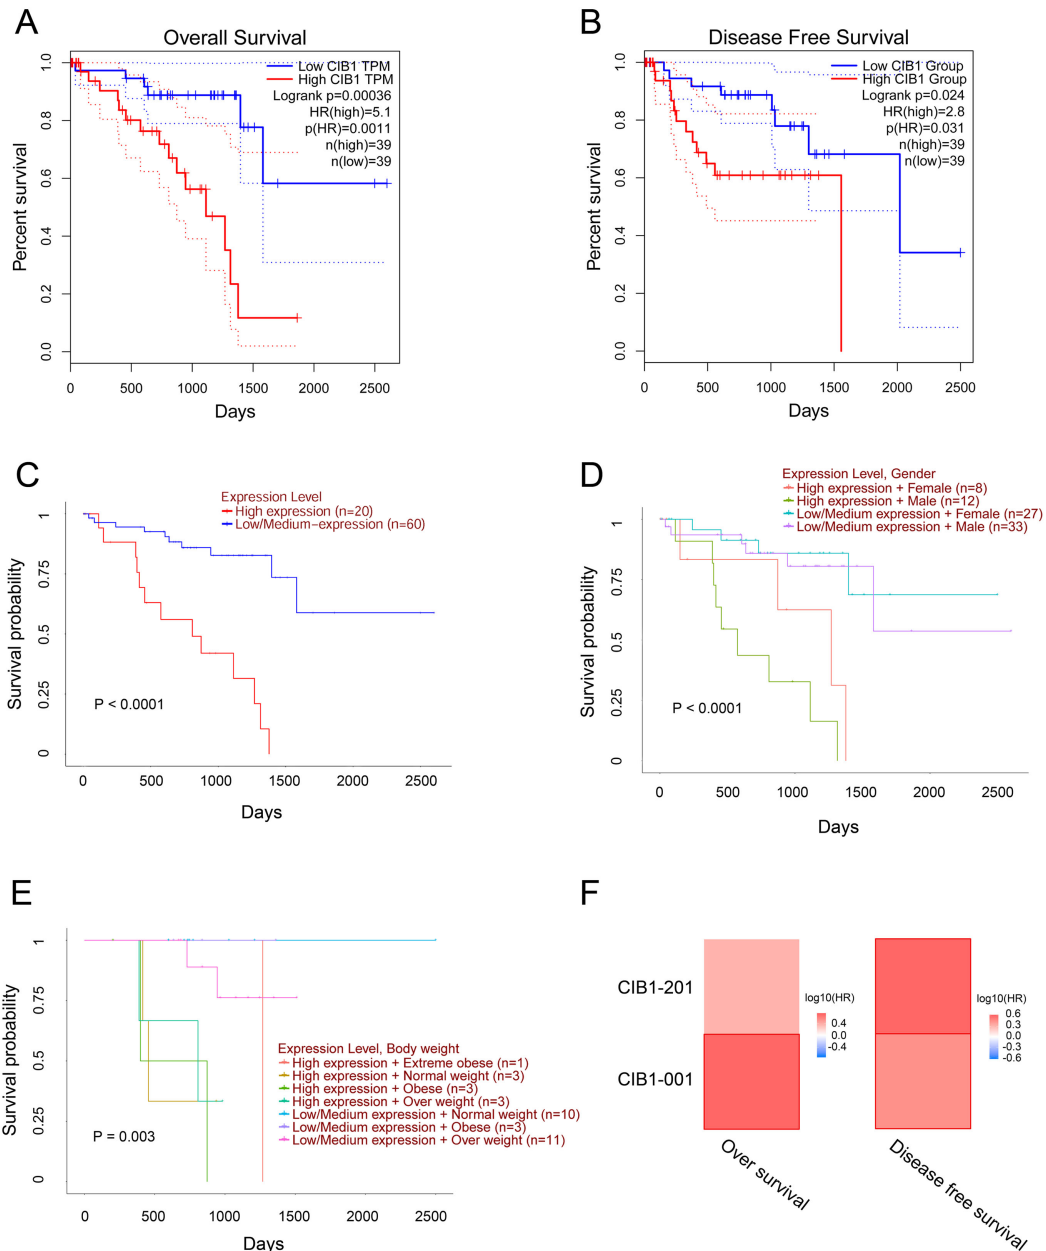 A
Overall Survival
Percent survival
1.0
0.8
0.6
0.4
0.2
0.0
Low CIB1 TPM
High CIB1 TPM
Logrank p=0.00036
HR(high)=5.1
p(HR)=0.0011
n(high)=39
n(low)=39
0 500 1000 1500 2000 2500
Days
B
Disease Free Survival
Percent survival
1.0
0.8
0.6
0.4
0.2
0.0
Low CIB1 Group
High CIB1 Group
Logrank p=0.024
HR(high)=2.8
p(HR)=0.031
n(high)=39
n(low)=39
0 500 1000 1500 2000 2500
Days
C
Expression Level
High expression (n=20)
Low/Medium-expression (n=60)
Survival probability
1
0.75
0.5
0.25
0
P < 0.0001
0 500 1000 1500 2000 2500
Days
D
Expression Level, Gender
High expression + Female (n=8)
High expression + Male (n=12)
Low/Medium expression + Female (n=27)
Low/Medium expression + Male (n=33)
Survival probability
1
0.75
0.5
0.25
0
P < 0.0001
0 500 1000 1500 2000 2500
Days
E
Survival probability
1
0.75
0.5
0.25
0
Expression Level, Body weight
High expression + Extreme obese (n=1)
High expression + Normal weight (n=3)
High expression + Obese (n=3)
High expression + Over weight (n=3)
Low/Medium expression + Normal weight (n=10)
Low/Medium expression + Obese (n=3)
Low/Medium expression + Over weight (n=11)
P = 0.003
0 500 1000 1500 2000 2500
Days
F
CIB1-201
CIB1-001
log10(HR)
0.4
0.0
-0.4
log10(HR)
0.6
0.3
0.0
-0.3
-0.6
Over survival
Disease free survival